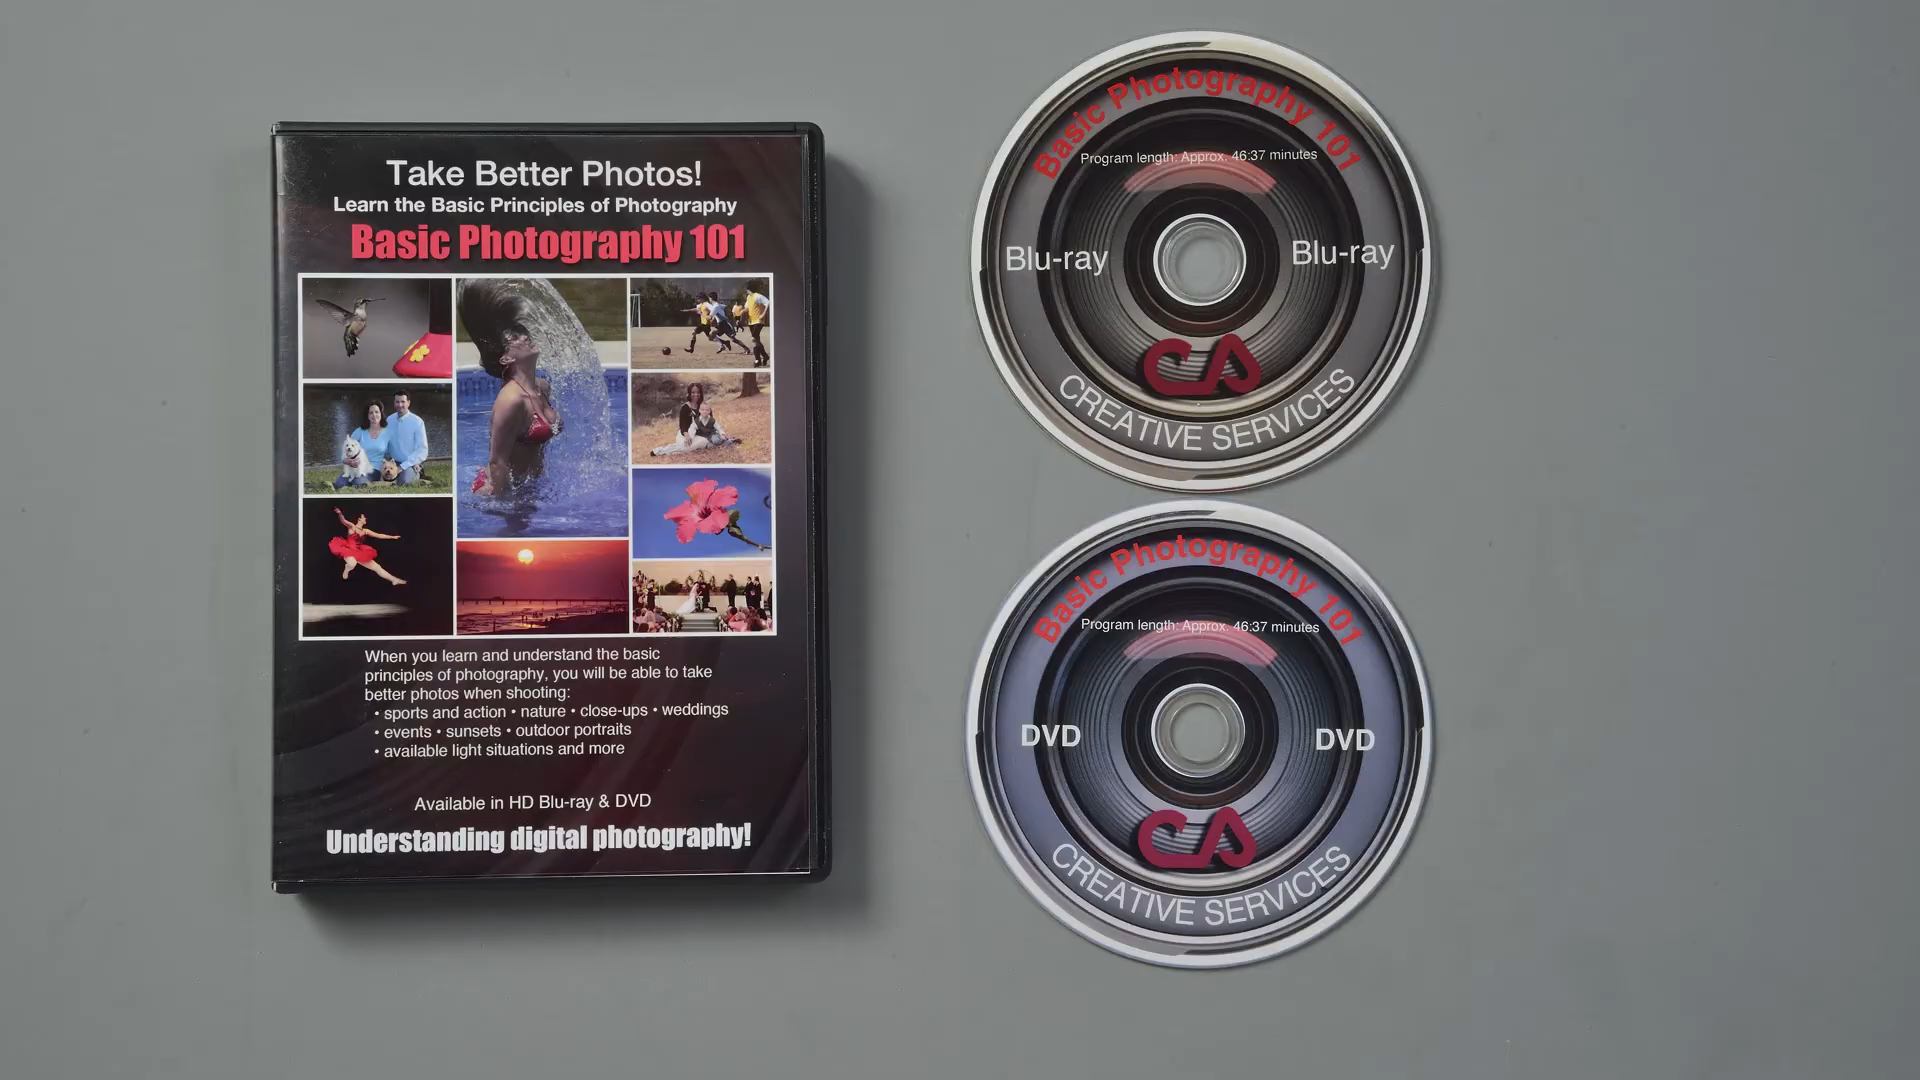 Take Better Photos!
Learn the Basic Principles of Photography
Basic Photography 101
When you learn and understand the basic
principles of photography, you will be able to take
better photos when shooting:
• sports and action • nature • close-ups • weddings
• events • sunsets • outdoor portraits
• available light situations and more
Available in HD Blu-ray & DVD
Understanding digital photography!
Basic Photography 101
Program length: Approx. 46:37 minutes
Blu-ray Blu-ray
CA
CREATIVE SERVICES
Basic Photography 101
Program length: Approx. 46:37 minutes
DVD DVD
CA
CREATIVE SERVICES